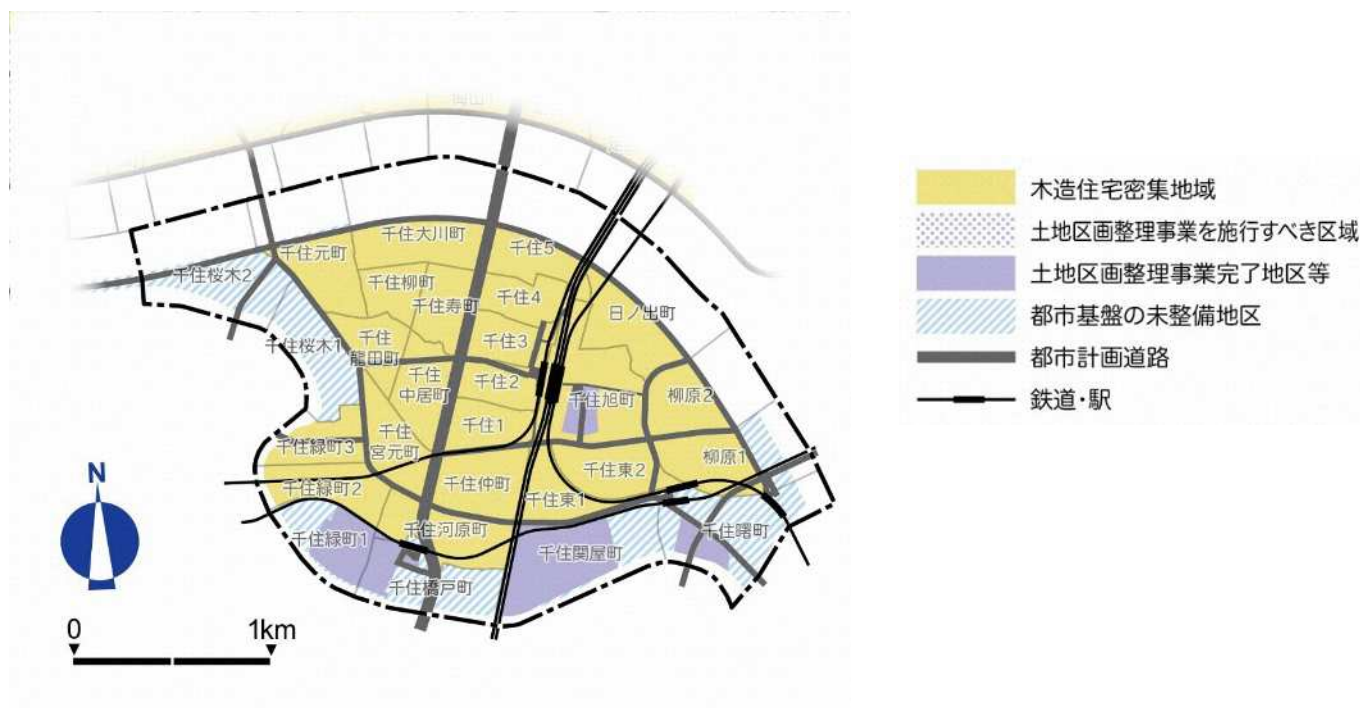 千住大川町
千住5
千住元町
千住桜木2
千住柳町
千住寿町
千住4
日ノ出町
千住桜木1
千住
龍田町
千住3
千住
中居町
千住2
千住旭町
柳原2
千住
宮元町
千住1
千住緑町3
柳原1
千住東2
千住緑町2
千住仲町
千住東1
千住緑町1
千住河原町
千住関屋町
千住曙町
千住橋戸町
N
0
1km
木造住宅密集地域
土地区画整理事業を施行すべき区域
土地区画整理事業完了地区等
都市基盤の未整備地区
都市計画道路
鉄道・駅